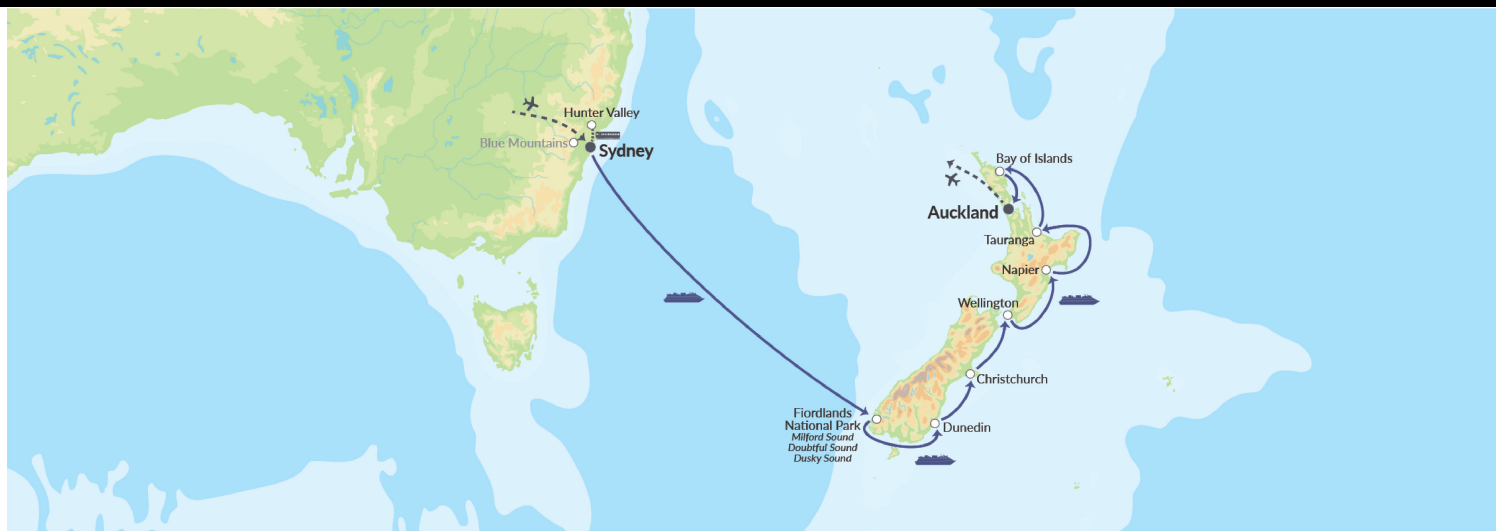 Hunter Valley
Blue Mountains
Sydney
Bay of Islands
Auckland
Tauranga
Napier
Wellington
Christchurch
Fiordlands
National Park
Milford Sound
Doubtful Sound
Dusky Sound
Dunedin